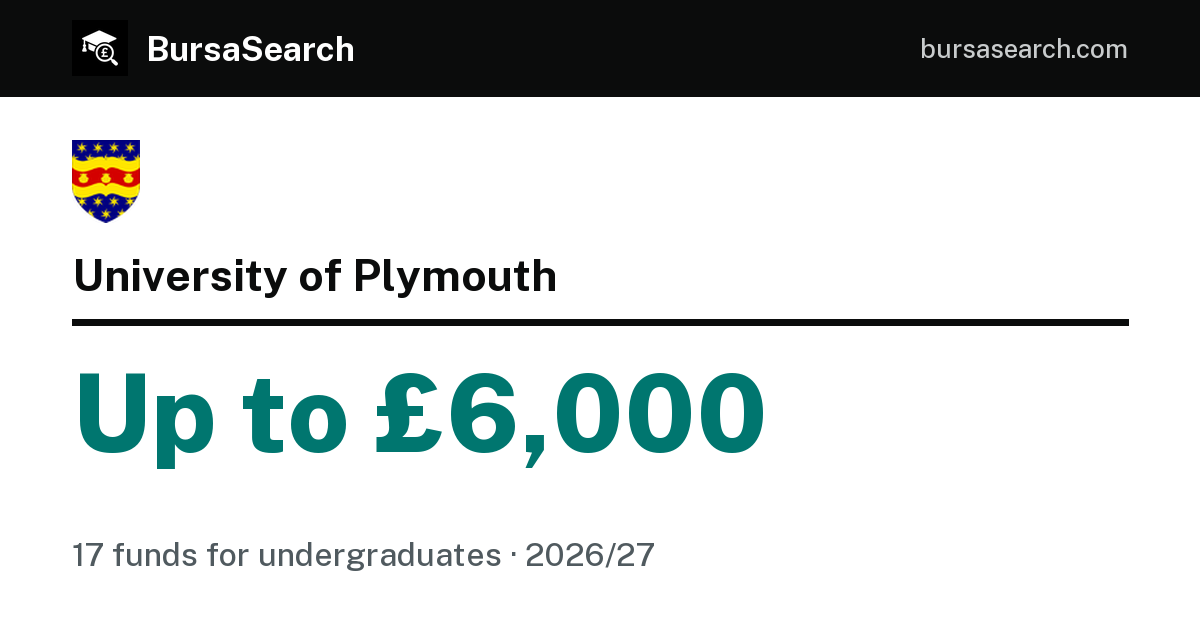 BursaSearch
bursasearch.com
University of Plymouth
Up to £6,000
17 funds for undergraduates · 2026/27